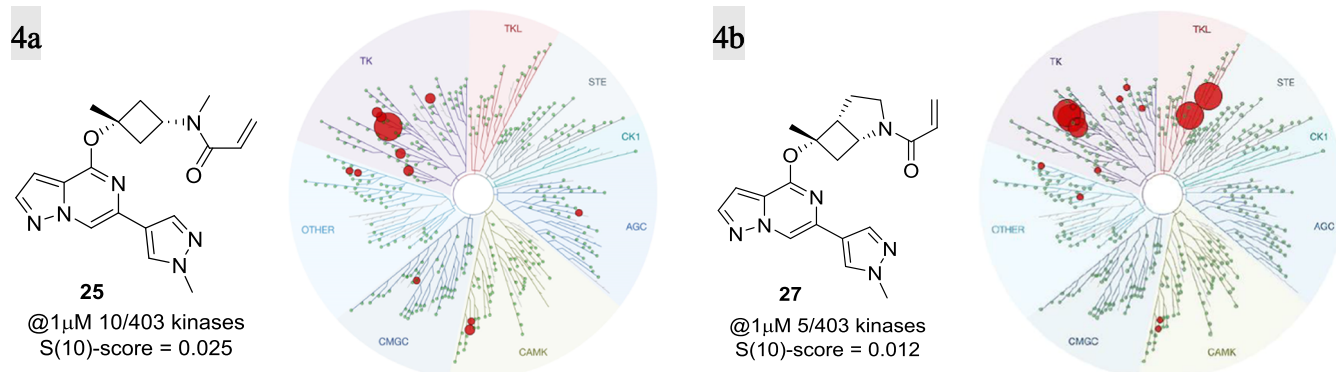 4a
TK
TKL
STE
CK1
AGC
CAMK
CMGC
OTHER
N
O
O
N
N
N
N
N
25
@1μM 10/403 kinases
S(10)-score = 0.025
4b
TK
TKL
STE
CK1
AGC
CAMK
CMGC
OTHER
N
O
O
N
N
N
N
N
27
@1μM 5/403 kinases
S(10)-score = 0.012